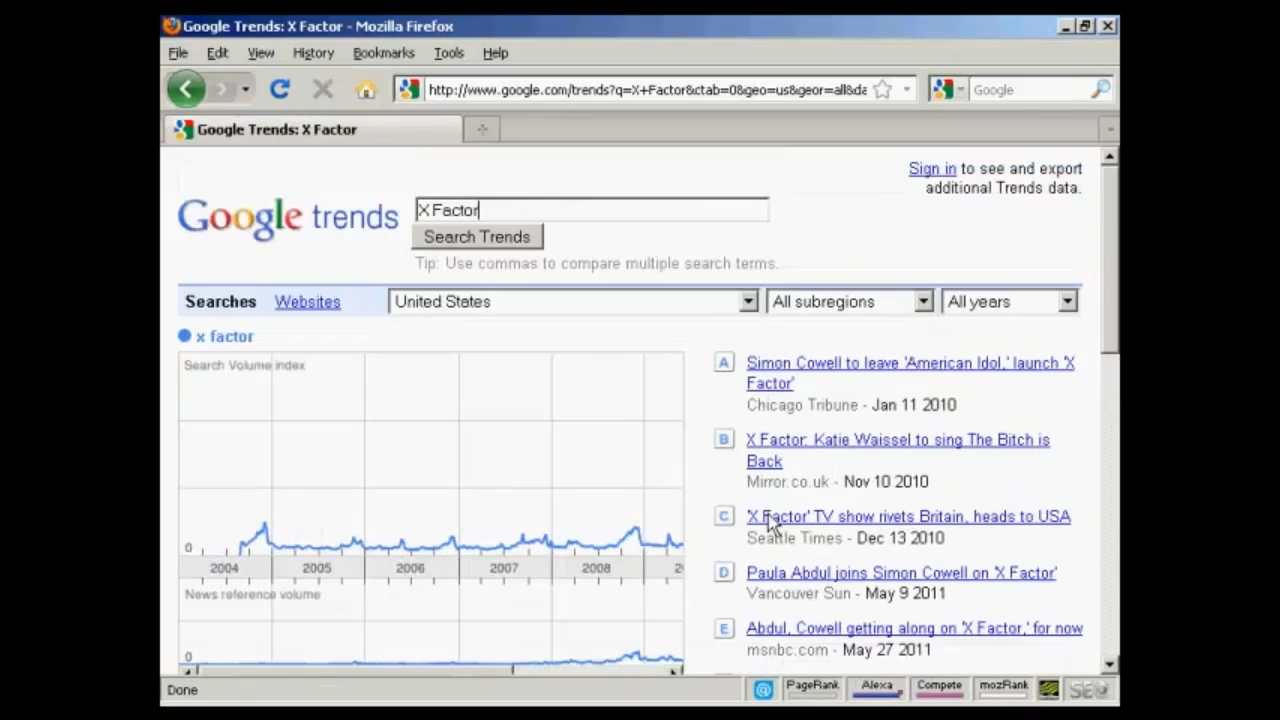 Google Trends: X Factor - Mozilla Firefox
File Edit View History Bookmarks Tools Help
http://www.google.com/trends?q=X+Factor&ctab=0&geo=us&geor=all&da
Google
Google Trends: X Factor
Sign in to see and export
additional Trends data.
Google trends
X Factor
Search Trends
Tip: Use commas to compare multiple search terms.
Searches Websites United States All subregions All years
x factor
Search Volume index
0
2004 2005 2006 2007 2008 2
News reference volume
0
A Simon Cowell to leave 'American Idol,' launch 'X
Factor'
Chicago Tribune - Jan 11 2010
B X Factor: Katie Waissel to sing The Bitch is
Back
Mirror.co.uk - Nov 10 2010
C 'X Factor' TV show rivets Britain, heads to USA
Seattle Times - Dec 13 2010
D Paula Abdul joins Simon Cowell on 'X Factor'
Vancouver Sun - May 9 2011
E Abdul, Cowell getting along on 'X Factor,' for now
msnbc.com - May 27 2011
Done PageRank Alexa Compete mozRank SEO